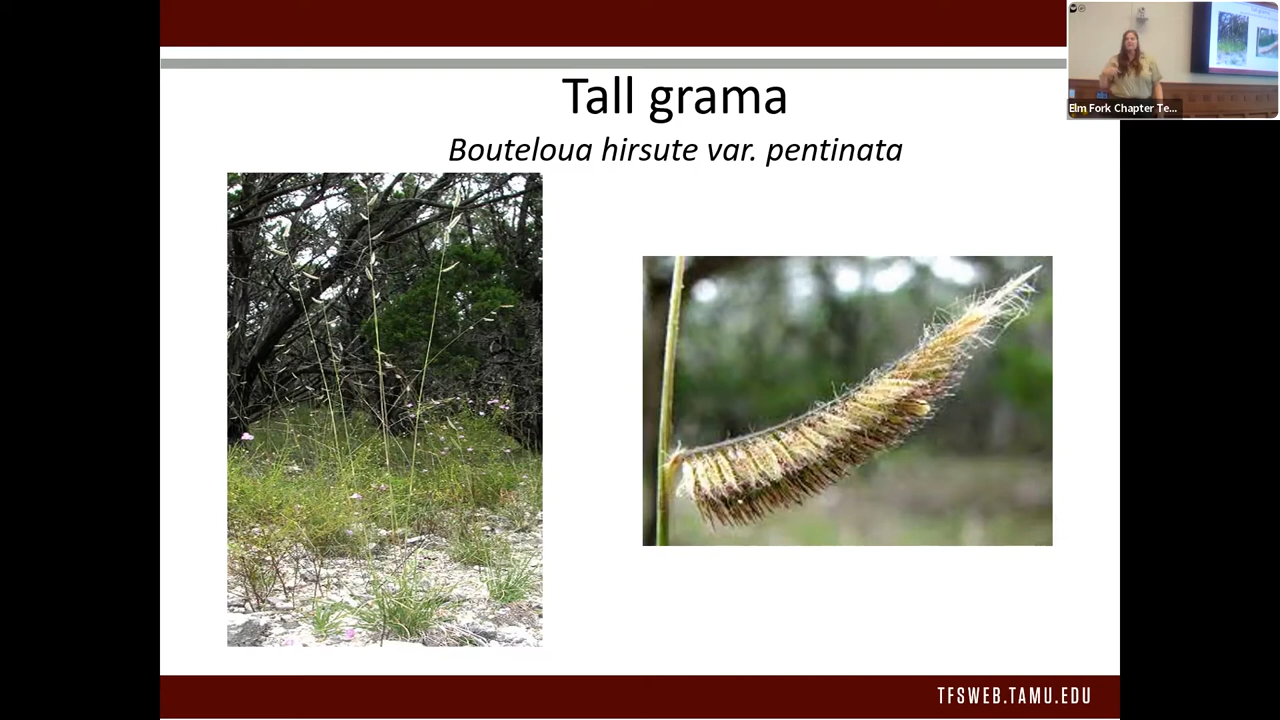 Tall grama
Bouteloua hirsute var. pentinata
Elm Fork Chapter Te...
TFSWEB.TAMU.EDU